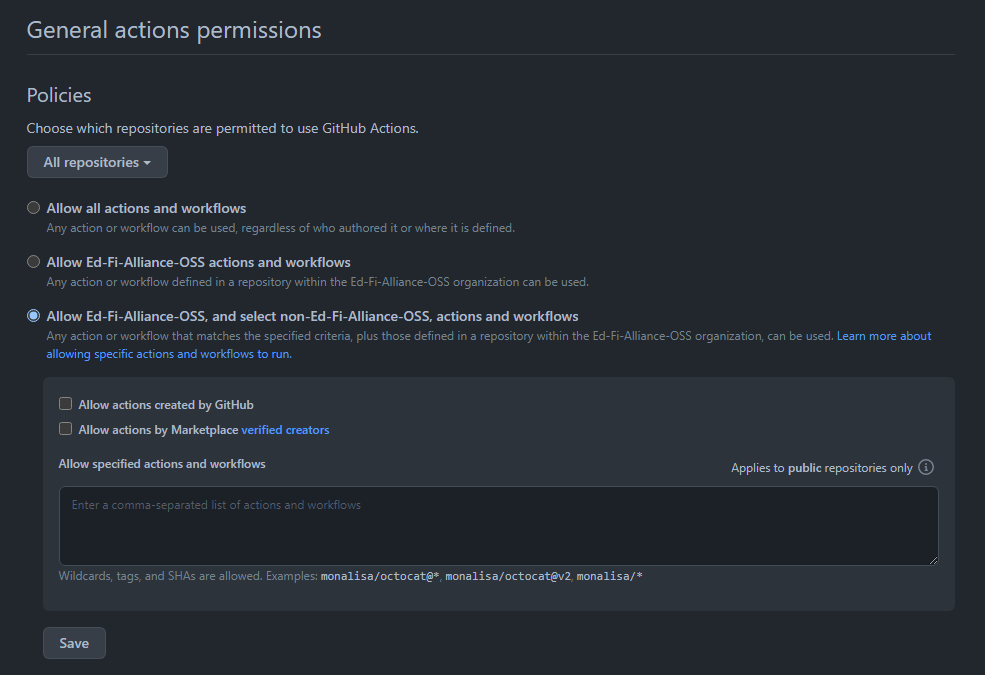 General actions permissions
Policies
Choose which repositories are permitted to use GitHub Actions.
All repositories
Allow all actions and workflows
Any action or workflow can be used, regardless of who authored it or where it is defined.
Allow Ed-Fi-Alliance-OSS actions and workflows
Any action or workflow defined in a repository within the Ed-Fi-Alliance-OSS organization can be used.
Allow Ed-Fi-Alliance-OSS, and select non-Ed-Fi-Alliance-OSS, actions and workflows
Any action or workflow that matches the specified criteria, plus those defined in a repository within the Ed-Fi-Alliance-OSS organization, can be used. Learn more about
allowing specific actions and workflows to run.
Allow actions created by GitHub
Allow actions by Marketplace verified creators
Allow specified actions and workflows
Applies to public repositories only
Enter a comma-separated list of actions and workflows
Wildcards, tags, and SHAs are allowed. Examples: monalisa/octocat@*, monalisa/octocat@v2, monalisa/*
Save